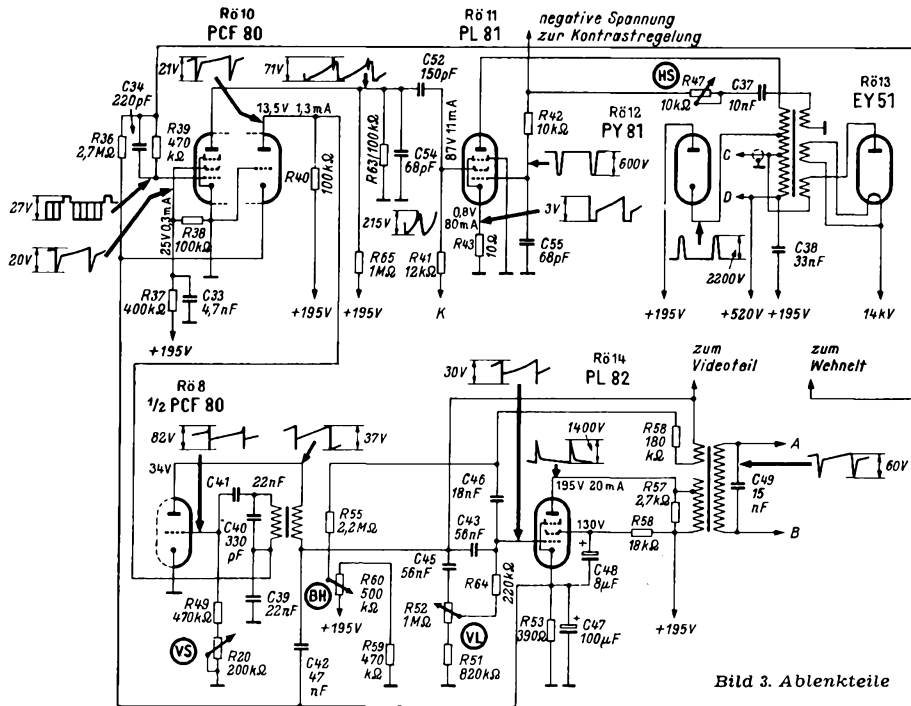 Rö10
PCF 80
Rö 11
PL 81
negative Spannung
zur Kontrastregelung
21V
71V
C52
150pF
HS
R47
10kΩ
C37
10nF
Rö13
EY 51
C34
220pF
13,5V 1,3mA
R36
2,7MΩ
R39
470
kΩ
R40
100kΩ
R63/100kΩ
C54
68pF
87V 11mA
R42
10kΩ
Rö12
PY 81
600V
C
D
27V
25V 0,3mA
R38
100kΩ
215V
0,8V
80mA
3V
20V
R43
10Ω
C55
68pF
2200V
C38
33nF
R37
400kΩ
C33
4,7nF
R65
1MΩ
R41
12kΩ
+195V
+195V
+195V
K
+195V
+520V
+195V
14kV
Rö 8
½ PCF 80
30V
Rö14
PL 82
zum
Videoteil
zum
Wehnelt
82V
37V
1400V
R58
180
kΩ
34V
C41
22nF
C46
18nF
195V 20mA
R57
2,7kΩ
C49
15
nF
A
60V
B
C40
330
pF
R55
2,2MΩ
C43
56nF
130V
+
R58
18kΩ
C48
8µF
C45
56nF
R64
220kΩ
C39
22nF
BH
R60
500
kΩ
R52
1MΩ
VL
R49
470kΩ
+195V
R53
390Ω
+
C47
100µF
+195V
VS
R20
200kΩ
C42
47
nF
R59
470
kΩ
R51
820kΩ
Bild 3. Ablenkteile